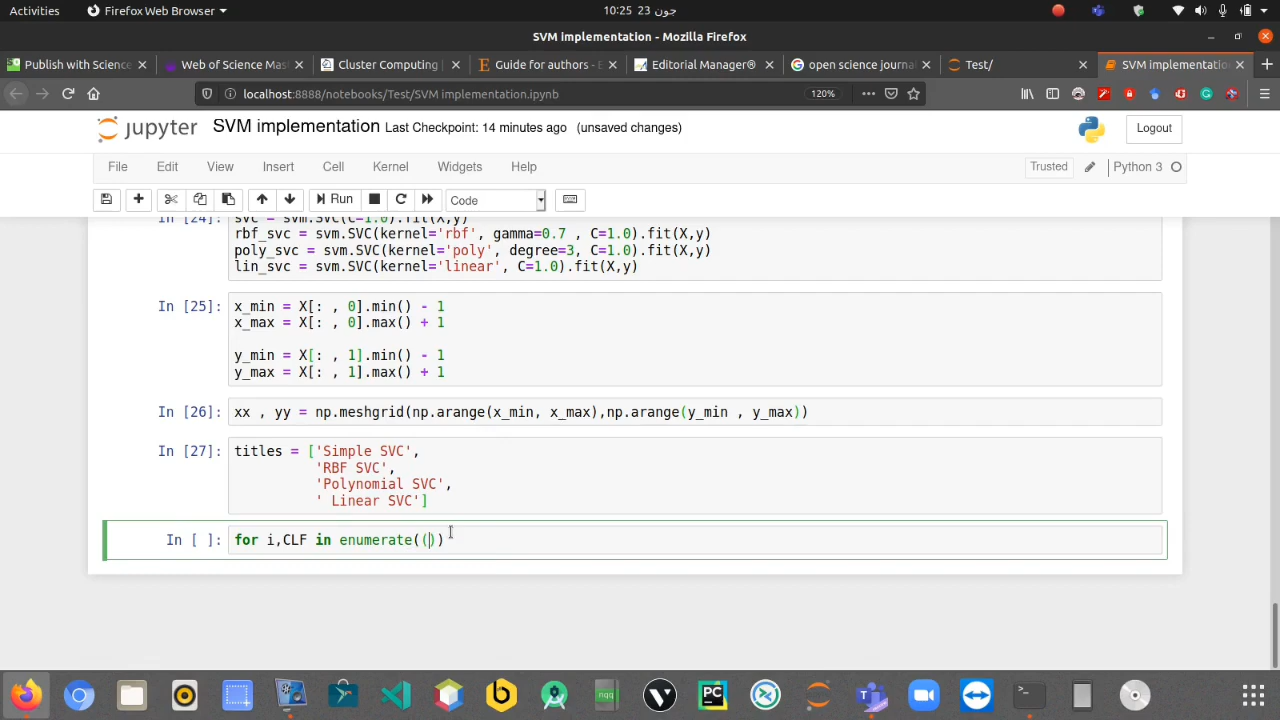 Activities
Firefox Web Browser
جون 23 10:25
SVM implementation - Mozilla Firefox
Publish with Science
Web of Science Mas
Cluster Computing |
Guide for authors - E
Editorial Manager®
open science journal
Test/
SVM implementatio
localhost:8888/notebooks/Test/SVM implementation.ipynb
120%
jupyter
SVM implementation Last Checkpoint: 14 minutes ago (unsaved changes)
Logout
File Edit View Insert Cell Kernel Widgets Help
Trusted
Python 3
Run
Code
In [24]:
svc = svm.SVC(C=1.0).fit(X,y)
rbf_svc = svm.SVC(kernel='rbf', gamma=0.7 , C=1.0).fit(X,y)
poly_svc = svm.SVC(kernel='poly', degree=3, C=1.0).fit(X,y)
lin_svc = svm.SVC(kernel='linear', C=1.0).fit(X,y)
In [25]:
x_min = X[: , 0].min() - 1
x_max = X[: , 0].max() + 1
y_min = X[: , 1].min() - 1
y_max = X[: , 1].max() + 1
In [26]:
xx , yy = np.meshgrid(np.arange(x_min, x_max),np.arange(y_min , y_max))
In [27]:
titles = ['Simple SVC',
'RBF SVC',
'Polynomial SVC',
' Linear SVC']
In [ ]:
for i,CLF in enumerate(())
nqq
PC